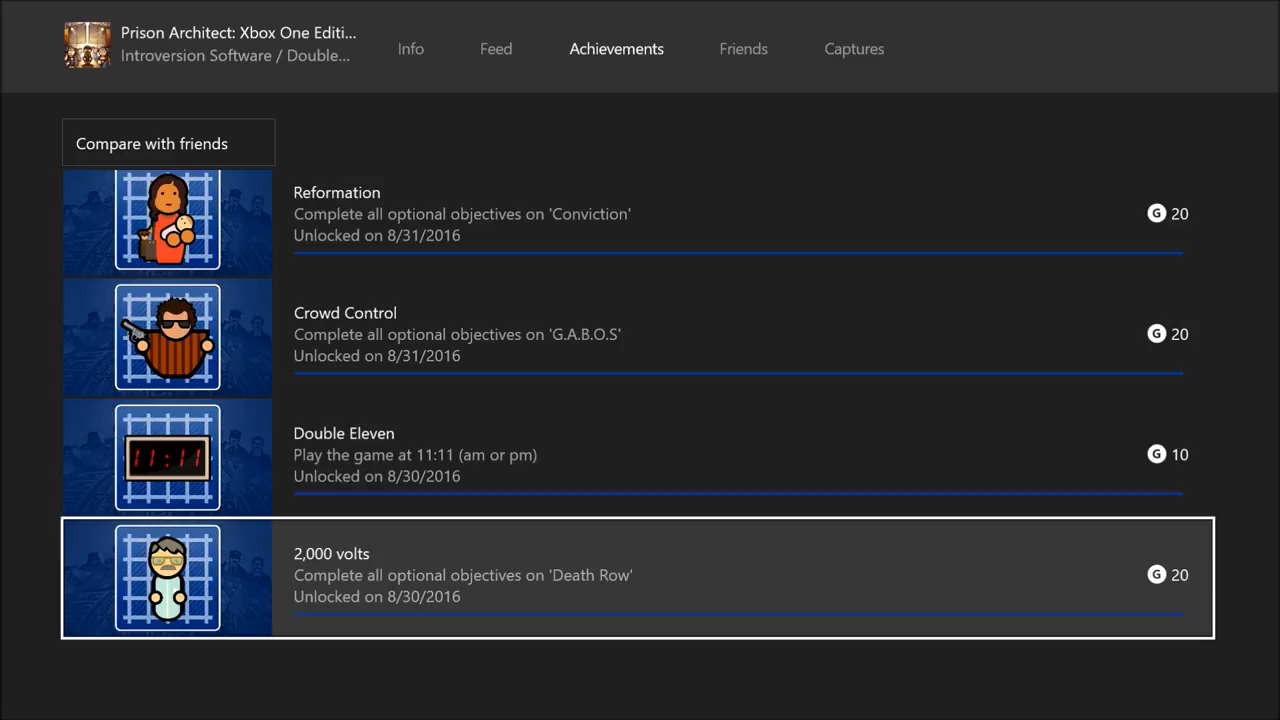 Prison Architect: Xbox One Editi...
Introversion Software / Double...
Info
Feed
Achievements
Friends
Captures
Compare with friends
Reformation
Complete all optional objectives on 'Conviction'
Unlocked on 8/31/2016
G 20
Crowd Control
Complete all optional objectives on 'G.A.B.O.S'
Unlocked on 8/31/2016
G 20
11:11
Double Eleven
Play the game at 11:11 (am or pm)
Unlocked on 8/30/2016
G 10
2,000 volts
Complete all optional objectives on 'Death Row'
Unlocked on 8/30/2016
G 20